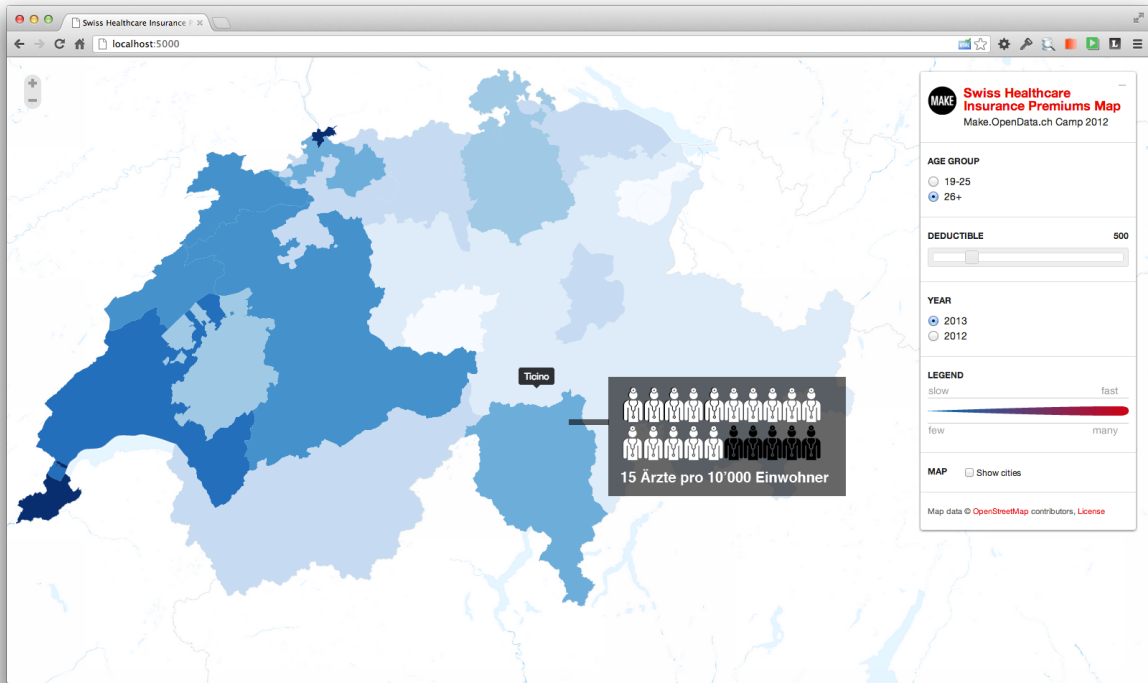 Swiss Healthcare Insurance P
localhost:5000
MAKE
Swiss Healthcare
Insurance Premiums Map
Make.OpenData.ch Camp 2012
AGE GROUP
19-25
26+
DEDUCTIBLE 500
YEAR
2013
2012
LEGEND
slow fast
few many
MAP Show cities
Map data © OpenStreetMap contributors, License
Ticino
15 Ärzte pro 10’000 Einwohner
L